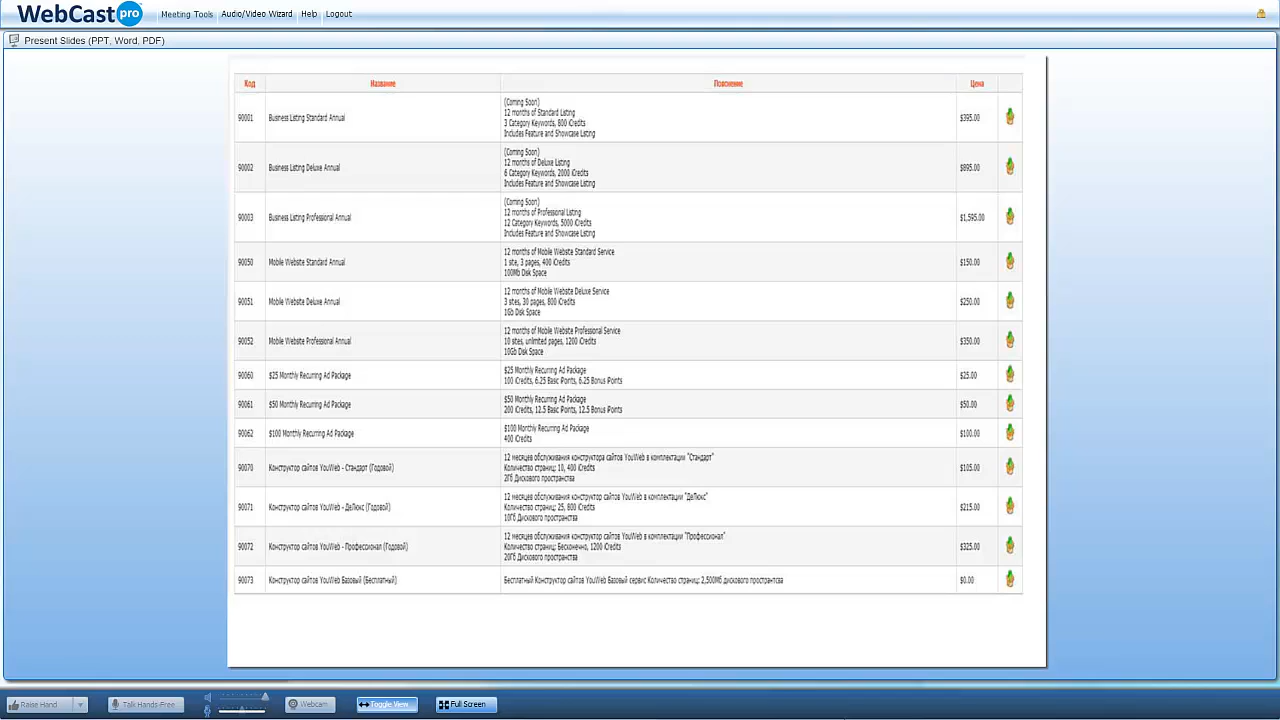 WebCast pro Meeting Tools Audio/Video Wizard Help Logout
Present Slides (PPT, Word, PDF)
Код Название Пояснение Цена
90001 Business Listing Standard Annual (Coming Soon) $395.00
12 months of Standard Listing
3 Category Keywords, 800 iCredits
Includes Feature and Showcase Listing
90002 Business Listing Deluxe Annual (Coming Soon) $895.00
12 months of Deluxe Listing
6 Category Keywords, 2000 iCredits
Includes Feature and Showcase Listing
90003 Business Listing Professional Annual (Coming Soon) $1,595.00
12 months of Professional Listing
12 Category Keywords, 5000 iCredits
Includes Feature and Showcase Listing
90050 Mobile Website Standard Annual 12 months of Mobile Website Standard Service $150.00
1 site, 3 pages, 400 iCredits
100Mb Disk Space
90051 Mobile Website Deluxe Annual 12 months of Mobile Website Deluxe Service $250.00
3 sites, 30 pages, 800 iCredits
1Gb Disk Space
90052 Mobile Website Professional Annual 12 months of Mobile Website Professional Service $350.00
10 sites, unlimited pages, 1200 iCredits
10Gb Disk Space
90060 $25 Monthly Recurring Ad Package $25 Monthly Recurring Ad Package $25.00
100 iCredits, 6.25 Basic iPoints, 6.25 Bonus iPoints
90061 $50 Monthly Recurring Ad Package $50 Monthly Recurring Ad Package $50.00
200 iCredits, 12.5 Basic iPoints, 12.5 Bonus iPoints
90062 $100 Monthly Recurring Ad Package $100 Monthly Recurring Ad Package $100.00
400 iCredits
90070 Конструктор сайтов YouWeb - Стандарт (Годовой) 12 месяцев обслуживания конструктора сайтов YouWeb в комплектации "Стандарт" $105.00
Количество страниц: 10, 400 iCredits
2Гб Дискового пространства
90071 Конструктор сайтов YouWeb - ДеЛюкс (Годовой) 12 месяцев обслуживания конструктор сайтов YouWeb в комплектации "ДеЛюкс" $215.00
Количество страниц: 25, 800 iCredits
10Гб Дискового пространства
90072 Конструктор сайтов YouWeb - Профессионал (Годовой) 12 месяцев обслуживания конструктор сайтов YouWeb в комплектации "Профессионал" $325.00
Количество страниц: Бесконечно, 1200 iCredits
20Гб Дискового пространства
90073 Конструктор сайтов YouWeb Базовый (Бесплатный) Бесплатный Конструктор сайтов YouWeb Базовый сервис Количество страниц: 2,500Мб дискового пространтсва $0.00
Raise Hand Talk Hands-Free Webcam Toggle View Full Screen